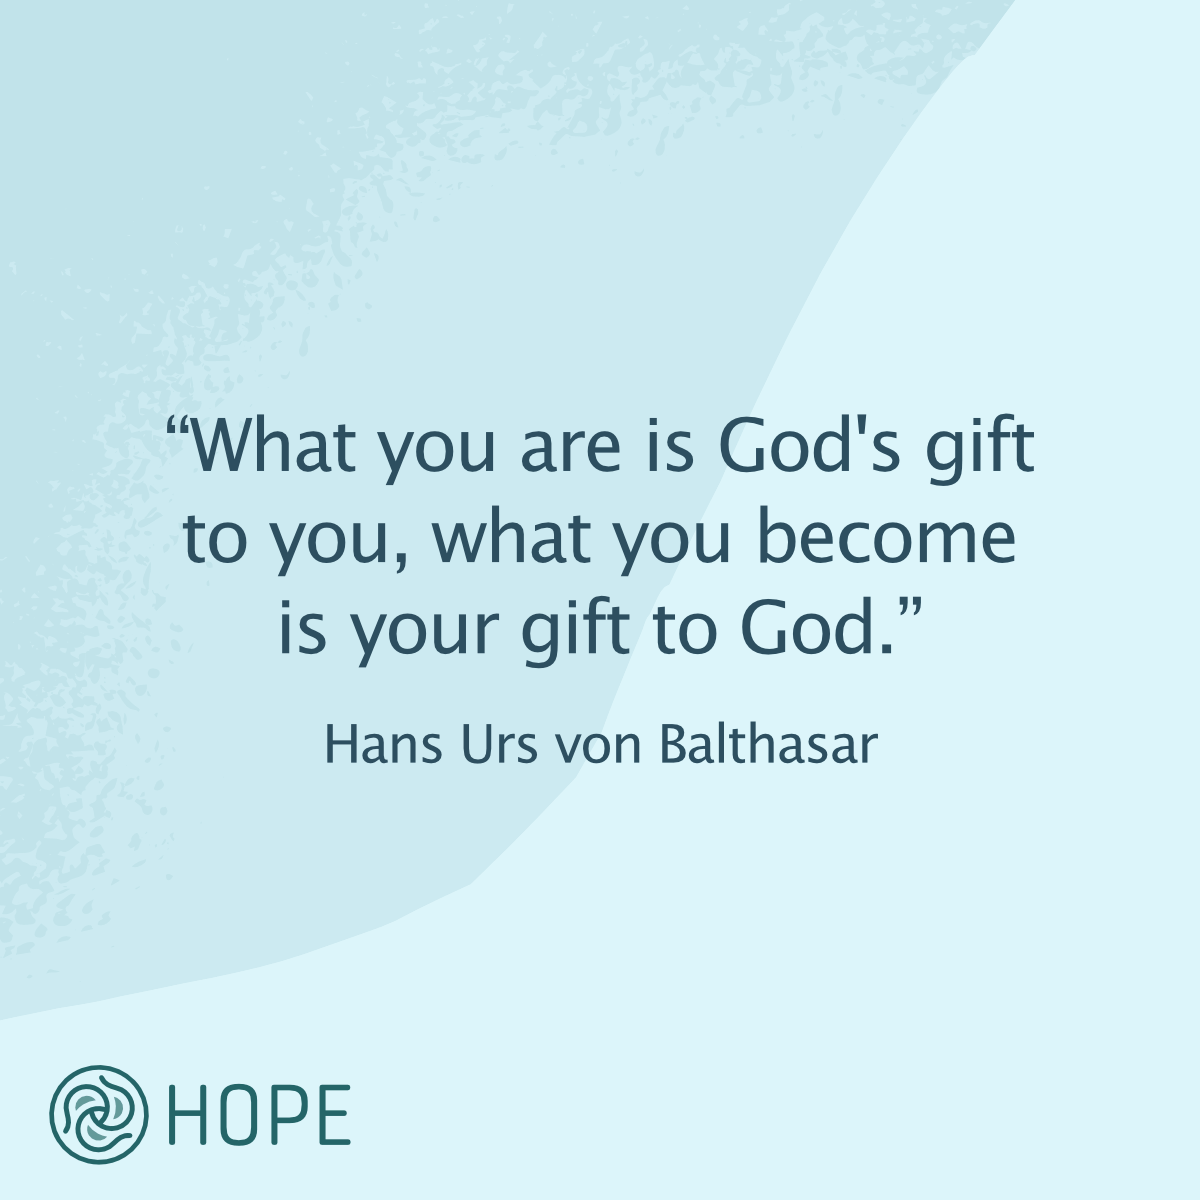 “What you are is God's gift
to you, what you become
is your gift to God.”
Hans Urs von Balthasar
HOPE